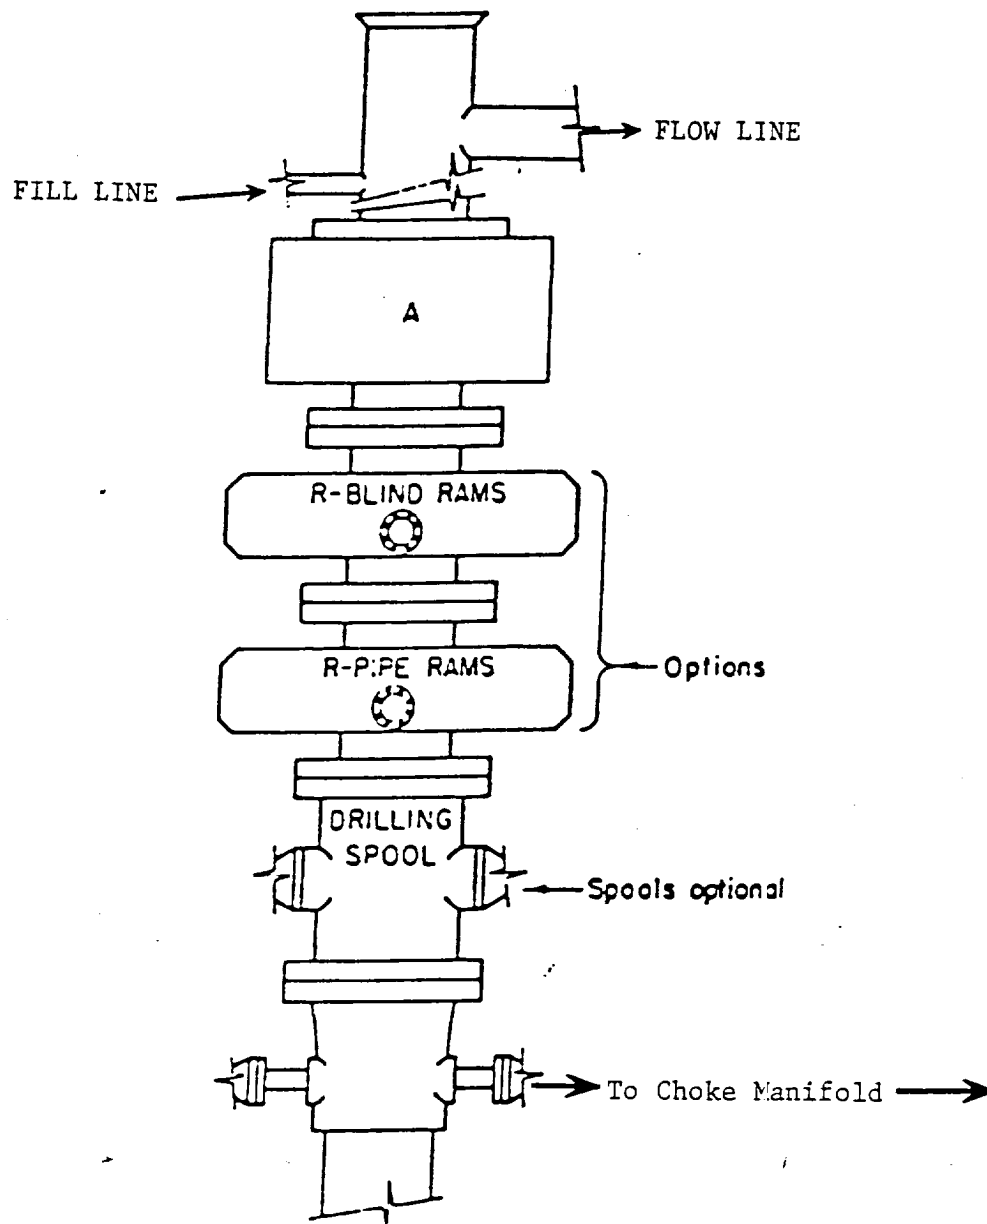 FLOW LINE
FILL LINE
A
R-BLIND RAMS
R-PIPE RAMS
Options
DRILLING
SPOOL
Spools optional
To Choke Manifold